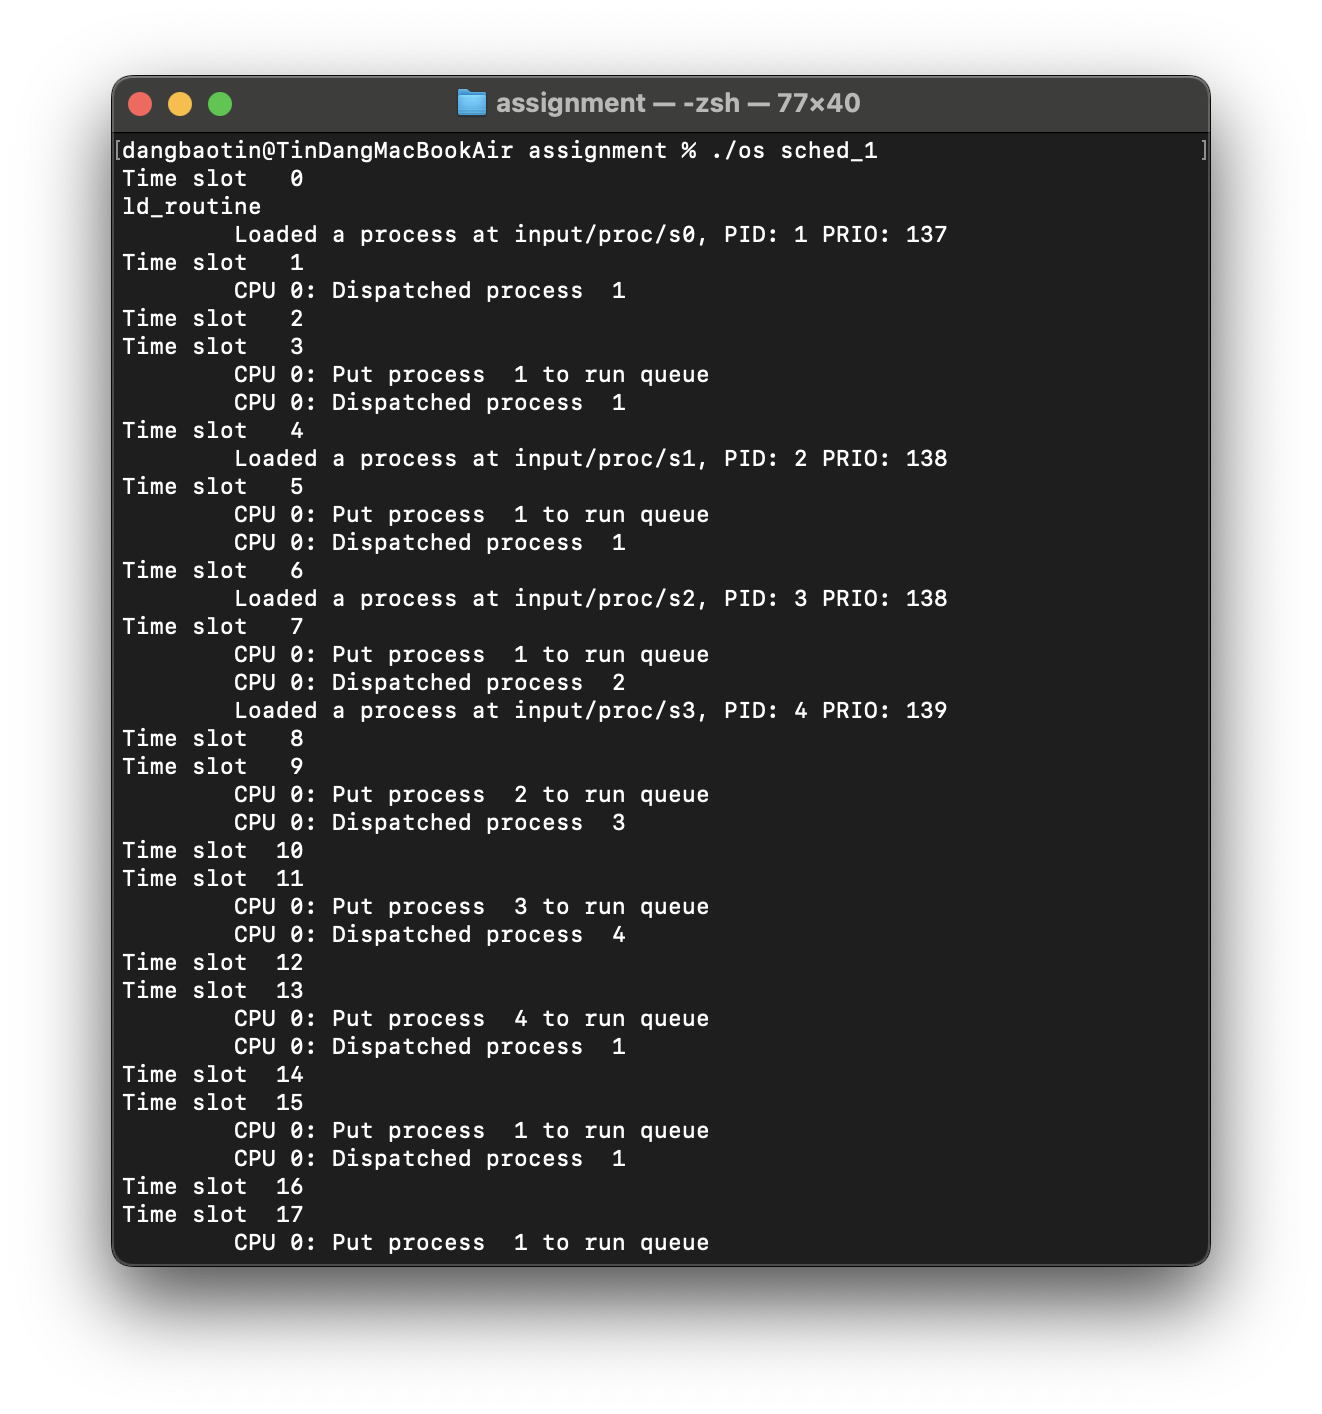 assignment — -zsh — 77×40
[dangbaotin@TinDangMacBookAir assignment % ./os sched_1 ]
Time slot   0
ld_routine
        Loaded a process at input/proc/s0, PID: 1 PRIO: 137
Time slot   1
        CPU 0: Dispatched process  1
Time slot   2
Time slot   3
        CPU 0: Put process  1 to run queue
        CPU 0: Dispatched process  1
Time slot   4
        Loaded a process at input/proc/s1, PID: 2 PRIO: 138
Time slot   5
        CPU 0: Put process  1 to run queue
        CPU 0: Dispatched process  1
Time slot   6
        Loaded a process at input/proc/s2, PID: 3 PRIO: 138
Time slot   7
        CPU 0: Put process  1 to run queue
        CPU 0: Dispatched process  2
        Loaded a process at input/proc/s3, PID: 4 PRIO: 139
Time slot   8
Time slot   9
        CPU 0: Put process  2 to run queue
        CPU 0: Dispatched process  3
Time slot  10
Time slot  11
        CPU 0: Put process  3 to run queue
        CPU 0: Dispatched process  4
Time slot  12
Time slot  13
        CPU 0: Put process  4 to run queue
        CPU 0: Dispatched process  1
Time slot  14
Time slot  15
        CPU 0: Put process  1 to run queue
        CPU 0: Dispatched process  1
Time slot  16
Time slot  17
        CPU 0: Put process  1 to run queue